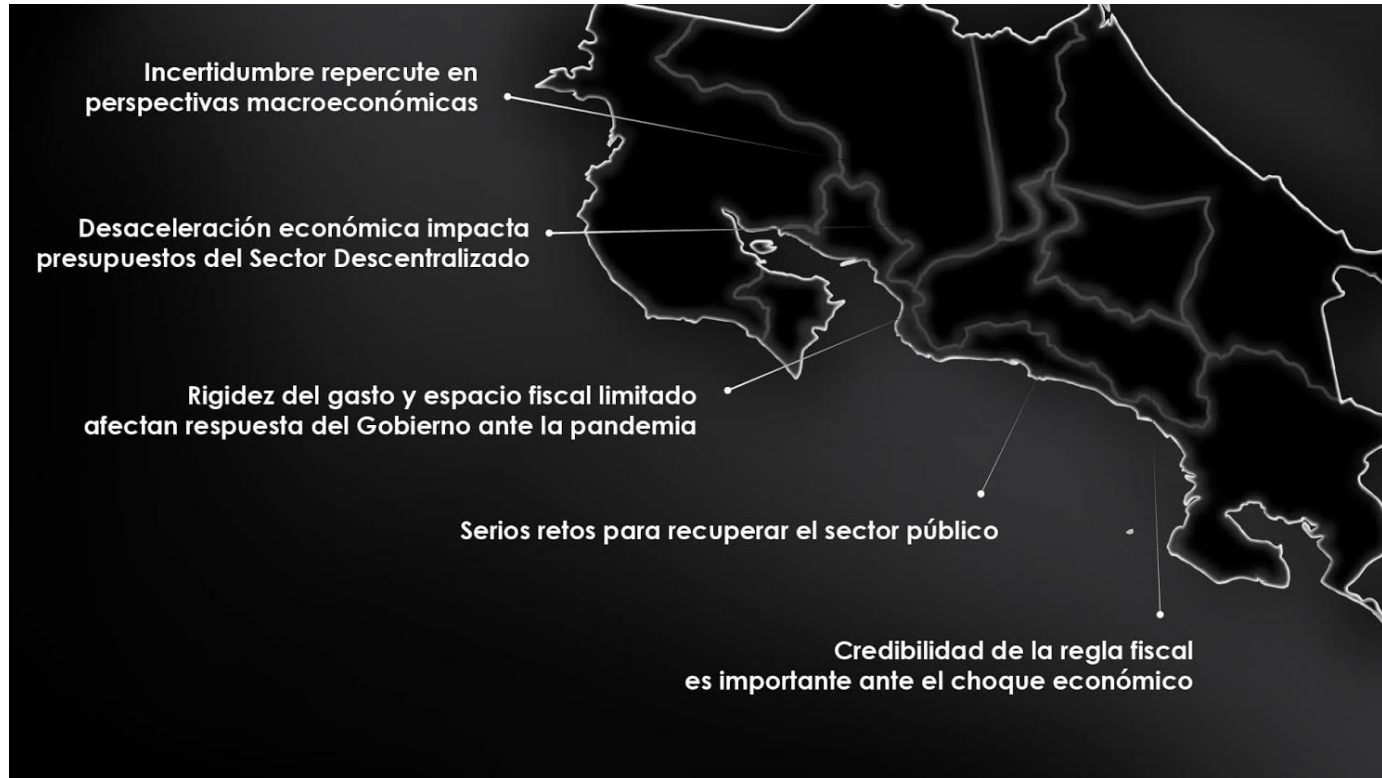 Incertidumbre repercute en
perspectivas macroeconómicas
Desaceleración económica impacta
presupuestos del Sector Descentralizado
Rigidez del gasto y espacio fiscal limitado
afectan respuesta del Gobierno ante la pandemia
Serios retos para recuperar el sector público
Credibilidad de la regla fiscal
es importante ante el choque económico